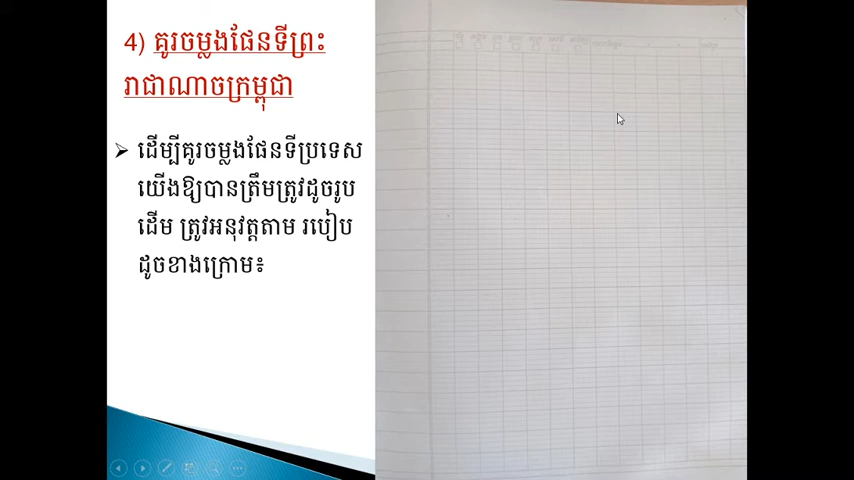 4) គូរចម្លងផែនទីព្រះ
រាជាណាចក្រកម្ពុជា
ដើម្បីគូរចម្លងផែនទីប្រទេស
យើងឱ្យបានត្រឹមត្រូវដូចរូប
ដើម ត្រូវអនុវត្តតាម របៀប
ដូចខាងក្រោម៖